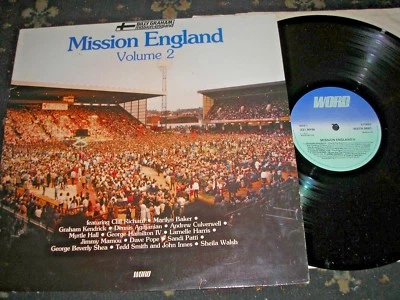 BILLY GRAHAM
Mission England
Volume 2
featuring Cliff Richard • Marilyn Baker •
Graham Kendrick • Dennis Agajanian • Andrew Culverwell •
Myrtle Hall • George Hamilton IV • Larnelle Harris •
Jimmy Mamou • Dave Pope • Sandi Patti •
George Beverly Shea • Tedd Smith and John Innes • Sheila Walsh
WORD
WORD
MISSION ENGLAND